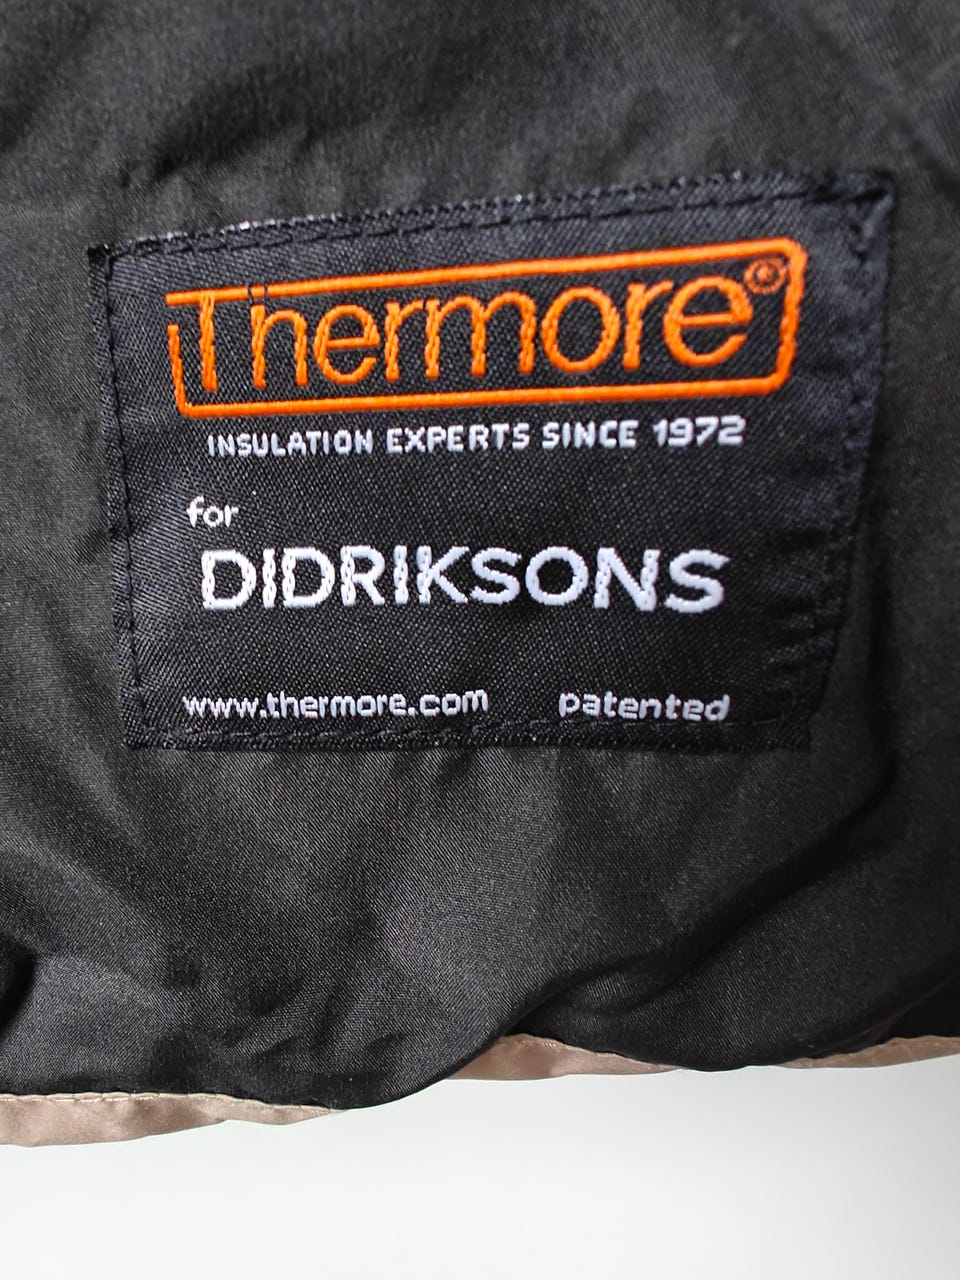 Thermore®
INSULATION EXPERTS SINCE 1972
for
DIDRIKSONS
www.thermore.com patented